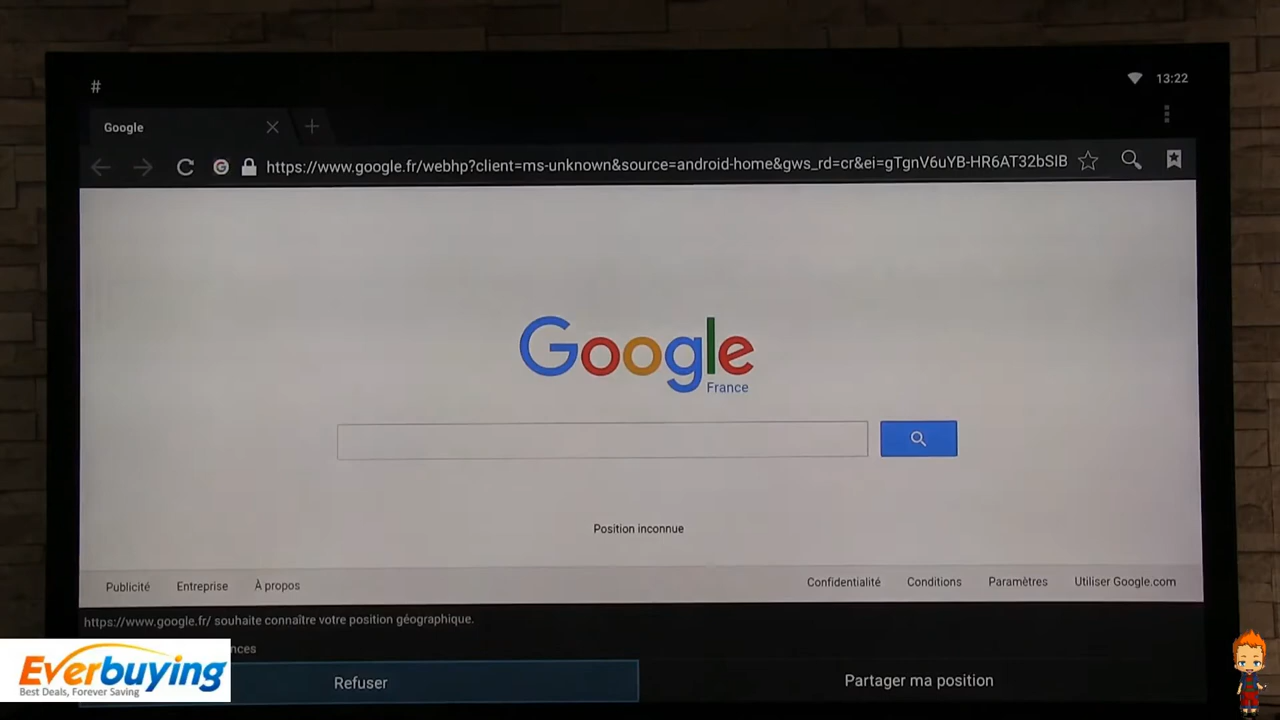 #
13:22
Google
https://www.google.fr/webhp?client=ms-unknown&source=android-home&gws_rd=cr&ei=gTgnV6uYB-HR6AT32bSIB
Google
France
Position inconnue
Publicité Entreprise À propos Confidentialité Conditions Paramètres Utiliser Google.com
https://www.google.fr/ souhaite connaître votre position géographique.
Refuser Partager ma position
Everbuying
Best Deals, Forever Saving